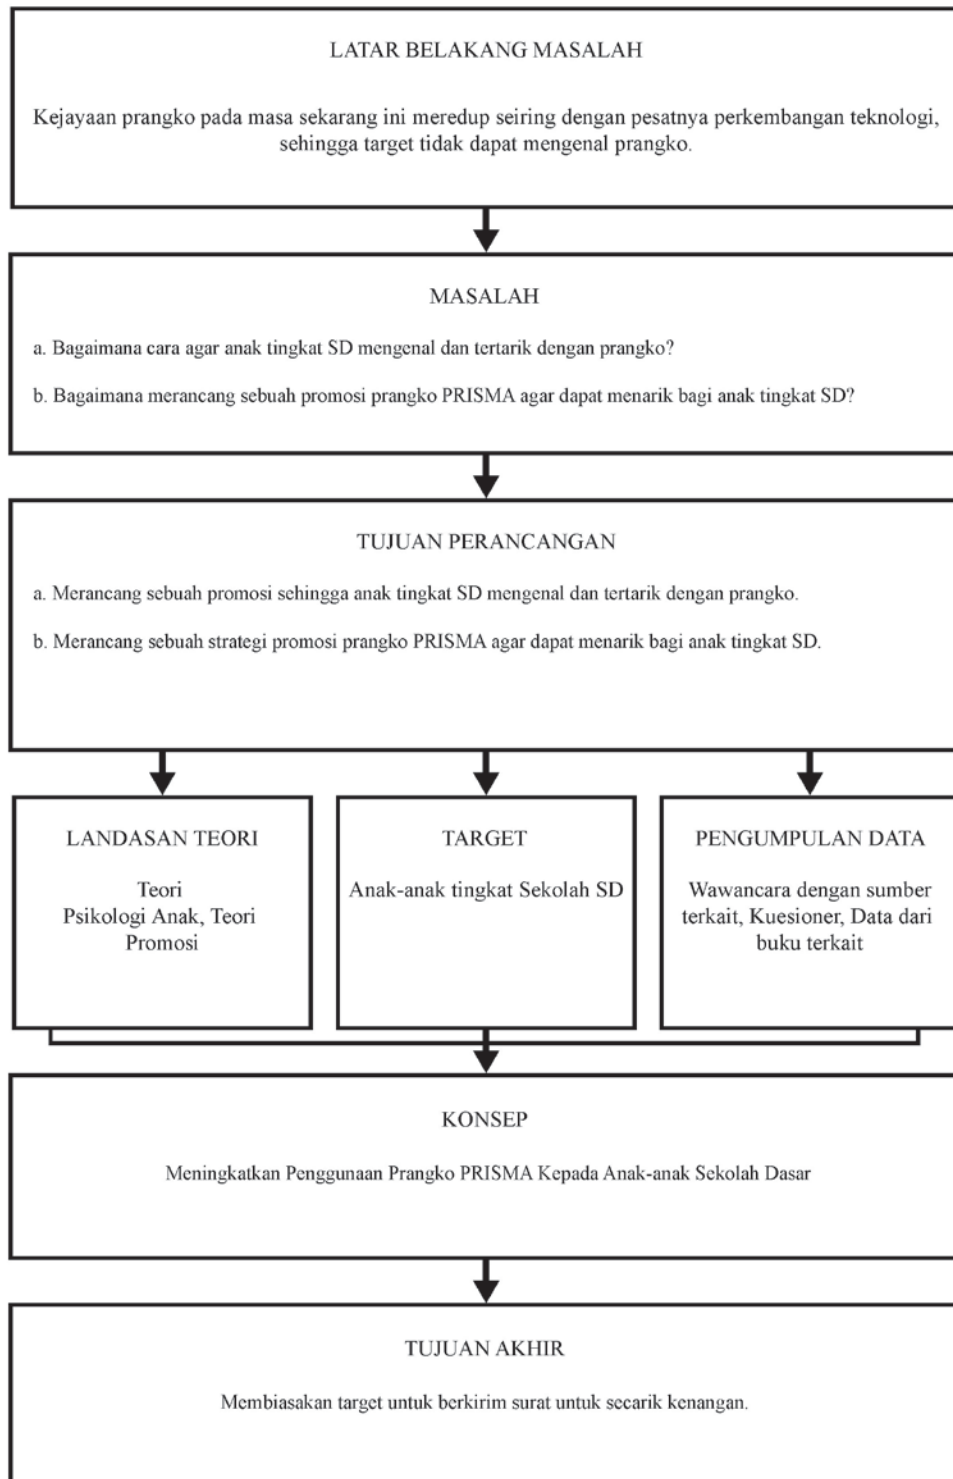 LATAR BELAKANG MASALAH
Kejayaan prangko pada masa sekarang ini meredup seiring dengan pesatnya perkembangan teknologi,
sehingga target tidak dapat mengenal prangko.
MASALAH
a. Bagaimana cara agar anak tingkat SD mengenal dan tertarik dengan prangko?
b. Bagaimana merancang sebuah promosi prangko PRISMA agar dapat menarik bagi anak tingkat SD?
TUJUAN PERANCANGAN
a. Merancang sebuah promosi sehingga anak tingkat SD mengenal dan tertarik dengan prangko.
b. Merancang sebuah strategi promosi prangko PRISMA agar dapat menarik bagi anak tingkat SD.
LANDASAN TEORI
Teori
Psikologi Anak, Teori
Promosi
TARGET
Anak-anak tingkat Sekolah SD
PENGUMPULAN DATA
Wawancara dengan sumber
terkait, Kuesioner, Data dari
buku terkait
KONSEP
Meningkatkan Penggunaan Prangko PRISMA Kepada Anak-anak Sekolah Dasar
TUJUAN AKHIR
Membiasakan target untuk berkirim surat untuk secarik kenangan.